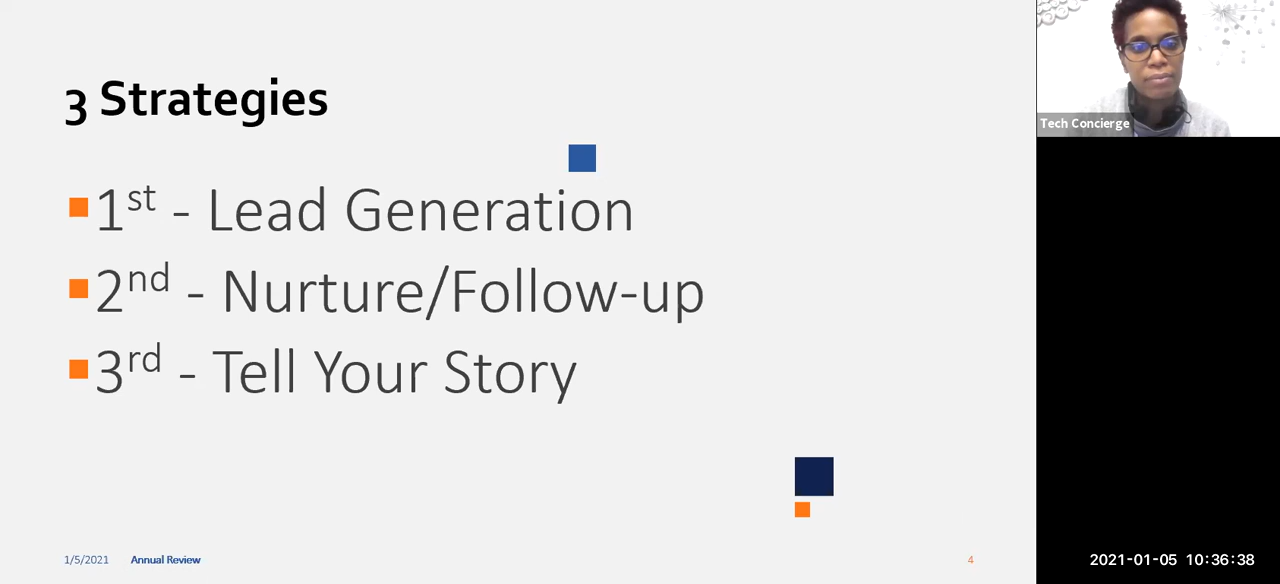 3 Strategies
1st - Lead Generation
2nd - Nurture/Follow-up
3rd - Tell Your Story
1/5/2021 Annual Review 4
Tech Concierge
2021-01-05 10:36:38